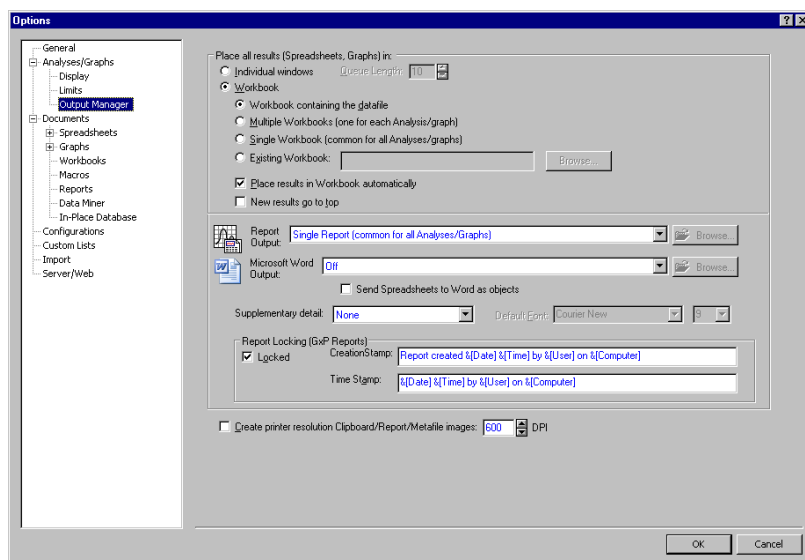 Options
General
Analyses/Graphs
Display
Limits
Output Manager
Documents
Spreadsheets
Graphs
Workbooks
Macros
Reports
Data Miner
In-Place Database
Configurations
Custom Lists
Import
Server/Web
Place all results (Spreadsheets, Graphs) in:
Individual windows Queue Length: 10
Workbook
Workbook containing the datafile
Multiple Workbooks (one for each Analysis/graph)
Single Workbook (common for all Analyses/graphs)
Existing Workbook: Browse...
Place results in Workbook automatically
New results go to top
Report Output: Single Report (common for all Analyses/Graphs) Browse...
Microsoft Word Output: Off Browse...
Send Spreadsheets to Word as objects
Supplementary detail: None Default Font: Courier New 9
Report Locking (GxP Reports)
Locked CreationStamp: Report created &[Date] &[Time] by &[User] on &[Computer]
Time Stamp: &[Date] &[Time] by &[User] on &[Computer]
Create printer resolution Clipboard/Report/Metafile images: 600 DPI
OK Cancel